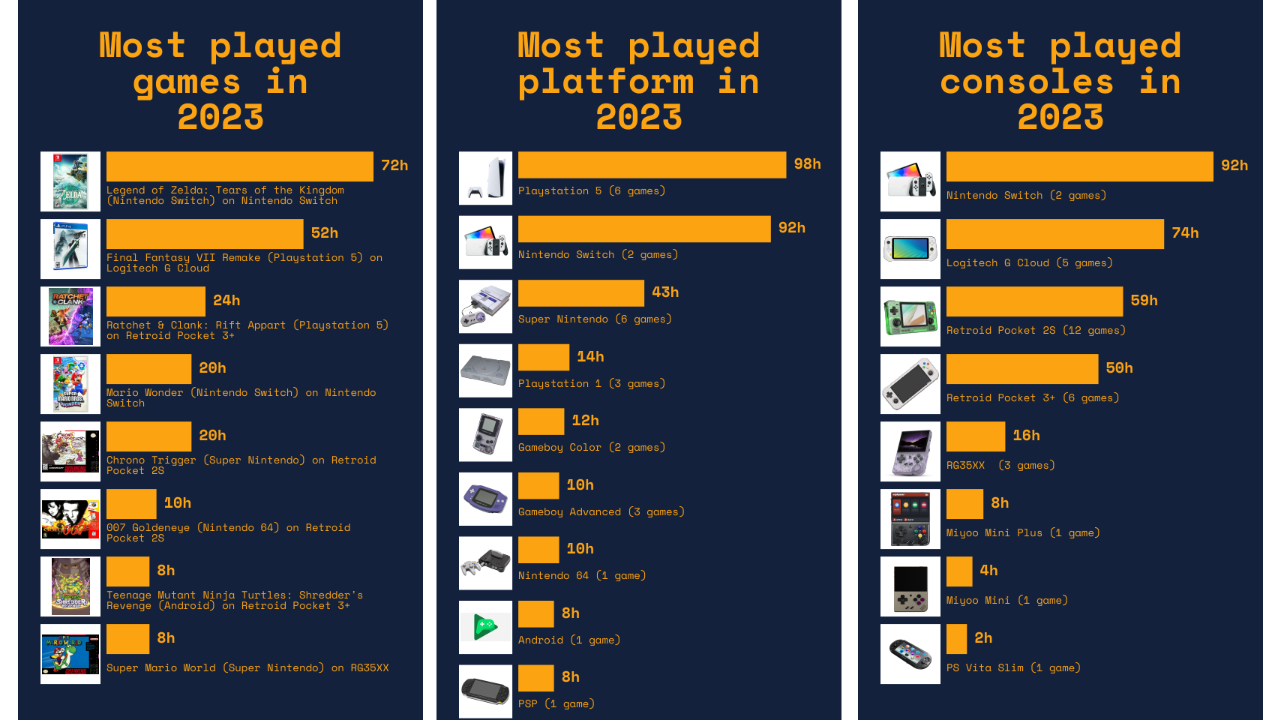 Most played
games in
2023
72h
Legend of Zelda: Tears of the Kingdom
(Nintendo Switch) on Nintendo Switch
52h
Final Fantasy VII Remake (Playstation 5) on
Logitech G Cloud
24h
Ratchet & Clank: Rift Appart (Playstation 5)
on Retroid Pocket 3+
20h
Mario Wonder (Nintendo Switch) on Nintendo
Switch
20h
Chrono Trigger (Super Nintendo) on Retroid
Pocket 2S
10h
007 Goldeneye (Nintendo 64) on Retroid
Pocket 2S
8h
Teenage Mutant Ninja Turtles: Shredder's
Revenge (Android) on Retroid Pocket 3+
8h
Super Mario World (Super Nintendo) on RG35XX
Most played
platform in
2023
98h
Playstation 5 (6 games)
92h
Nintendo Switch (2 games)
43h
Super Nintendo (6 games)
14h
Playstation 1 (3 games)
12h
Gameboy Color (2 games)
10h
Gameboy Advanced (3 games)
10h
Nintendo 64 (1 game)
8h
Android (1 game)
8h
PSP (1 game)
Most played
consoles in
2023
92h
Nintendo Switch (2 games)
74h
Logitech G Cloud (5 games)
59h
Retroid Pocket 2S (12 games)
50h
Retroid Pocket 3+ (6 games)
16h
RG35XX  (3 games)
8h
Miyoo Mini Plus (1 game)
4h
Miyoo Mini (1 game)
2h
PS Vita Slim (1 game)